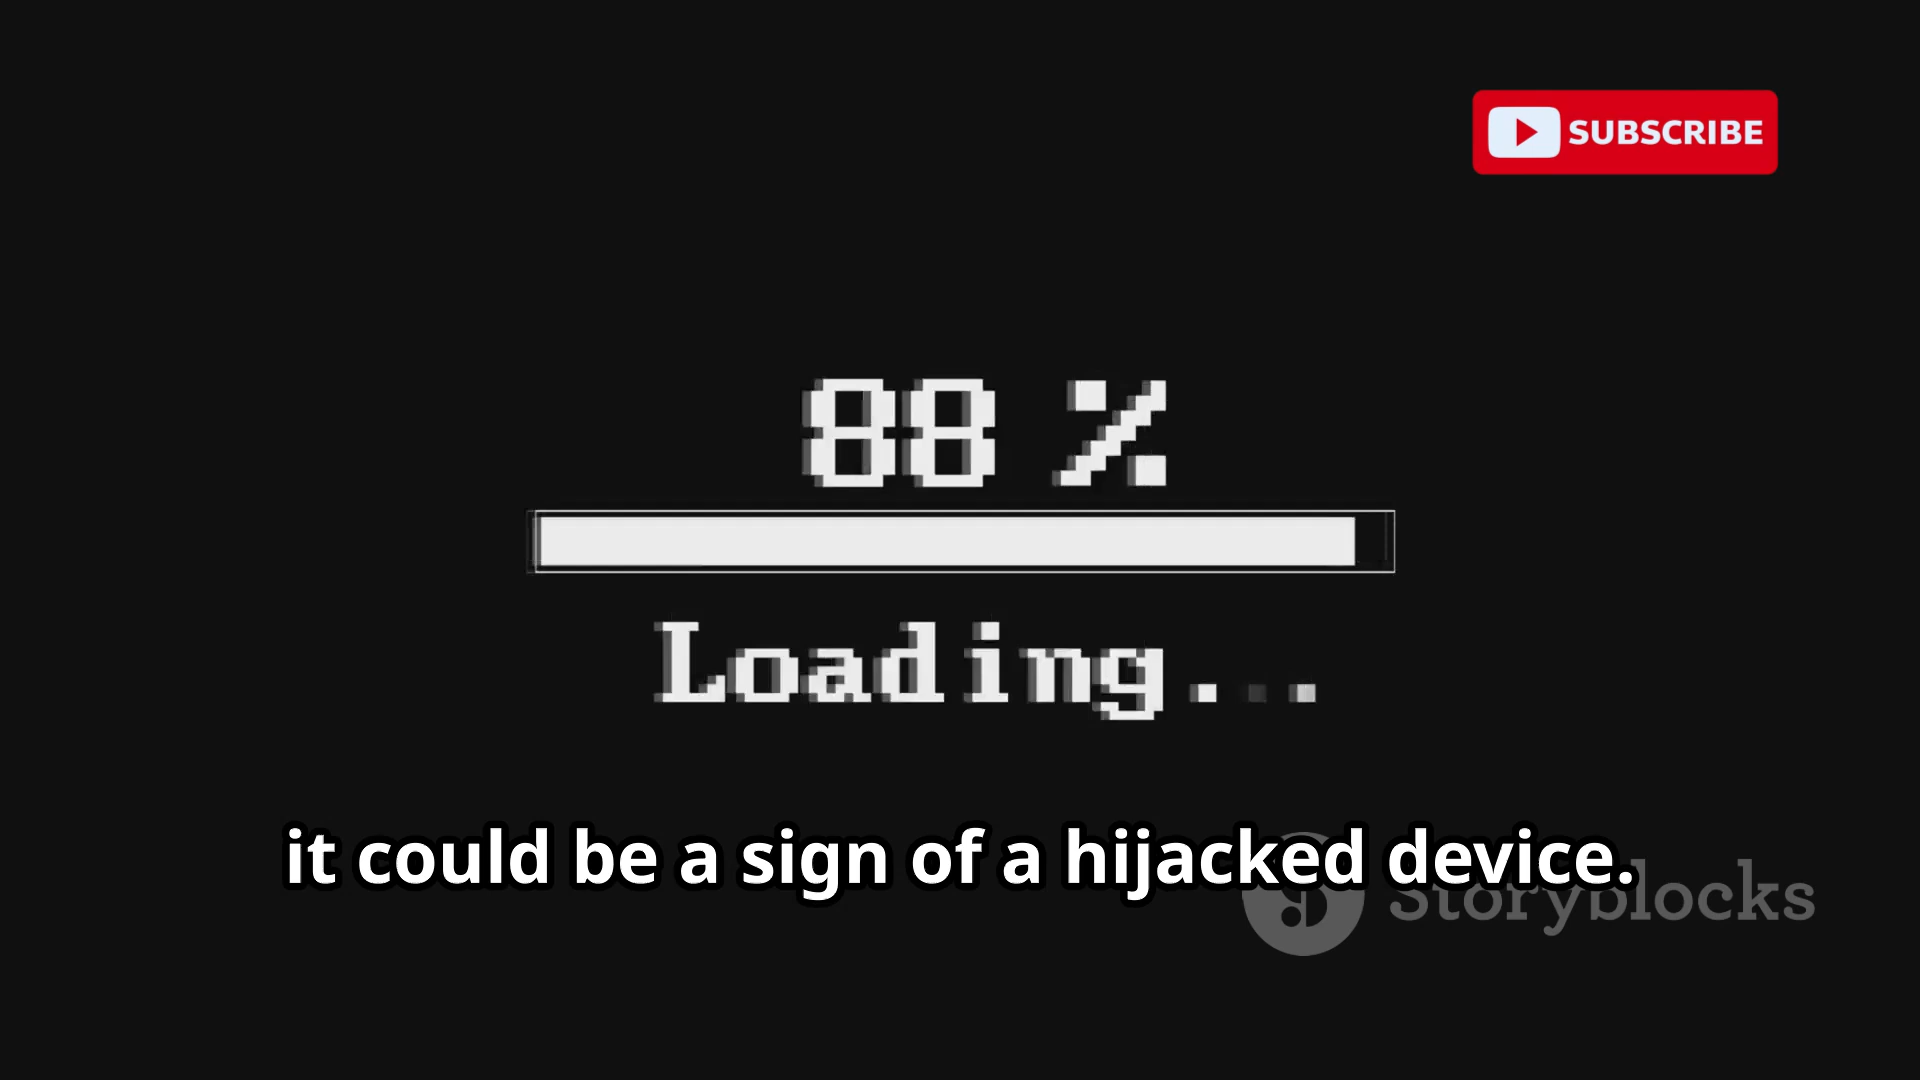 SUBSCRIBE
88 %
Loading...
it could be a sign of a hijacked device.
Storyblocks